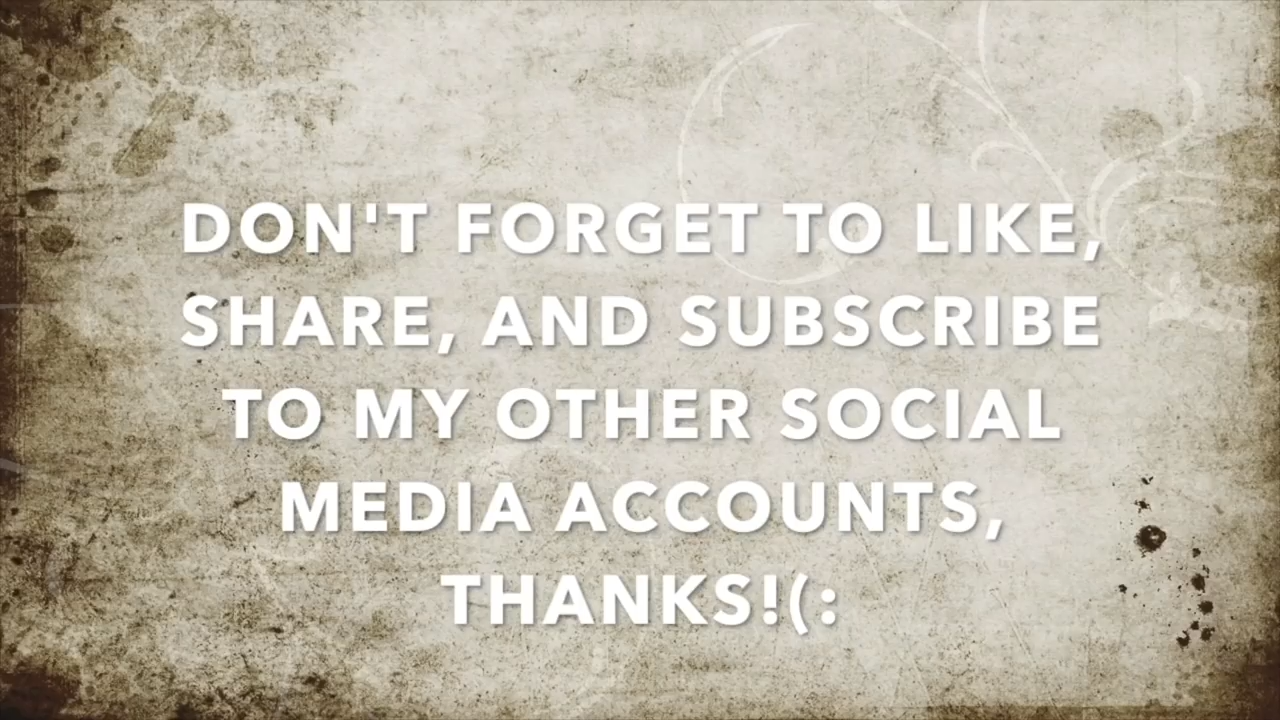 DON'T FORGET TO LIKE,
SHARE, AND SUBSCRIBE
TO MY OTHER SOCIAL
MEDIA ACCOUNTS,
THANKS!(: